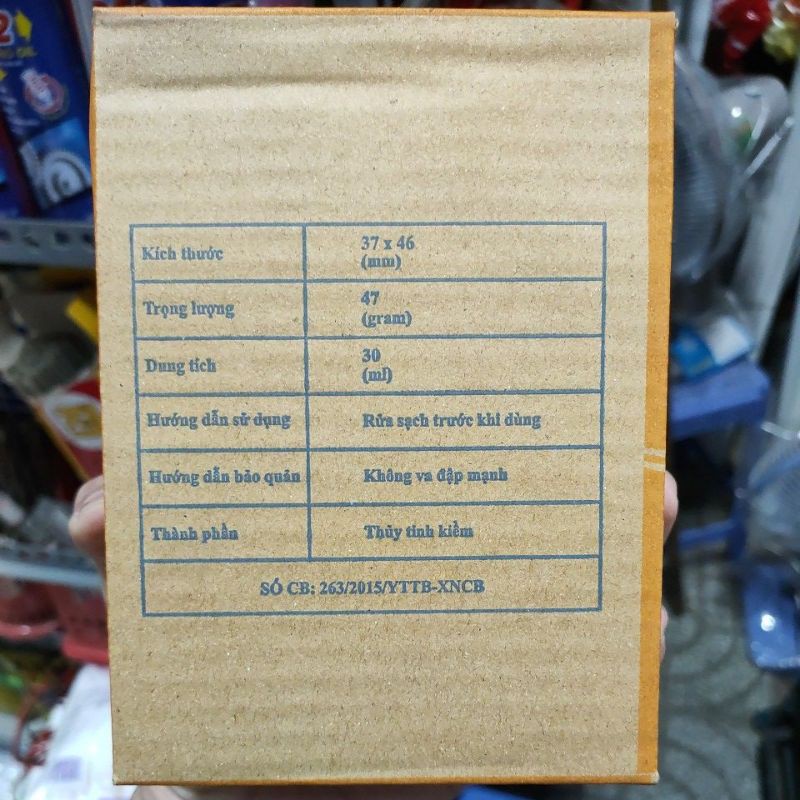 Kích thước
37 x 46
(mm)
Trọng lượng
47
(gram)
Dung tích
30
(ml)
Hướng dẫn sử dụng
Rửa sạch trước khi dùng
Hướng dẫn bảo quản
Không va đập mạnh
Thành phần
Thủy tinh kiềm
SỐ CB: 263/2015/YTTB-XNCB